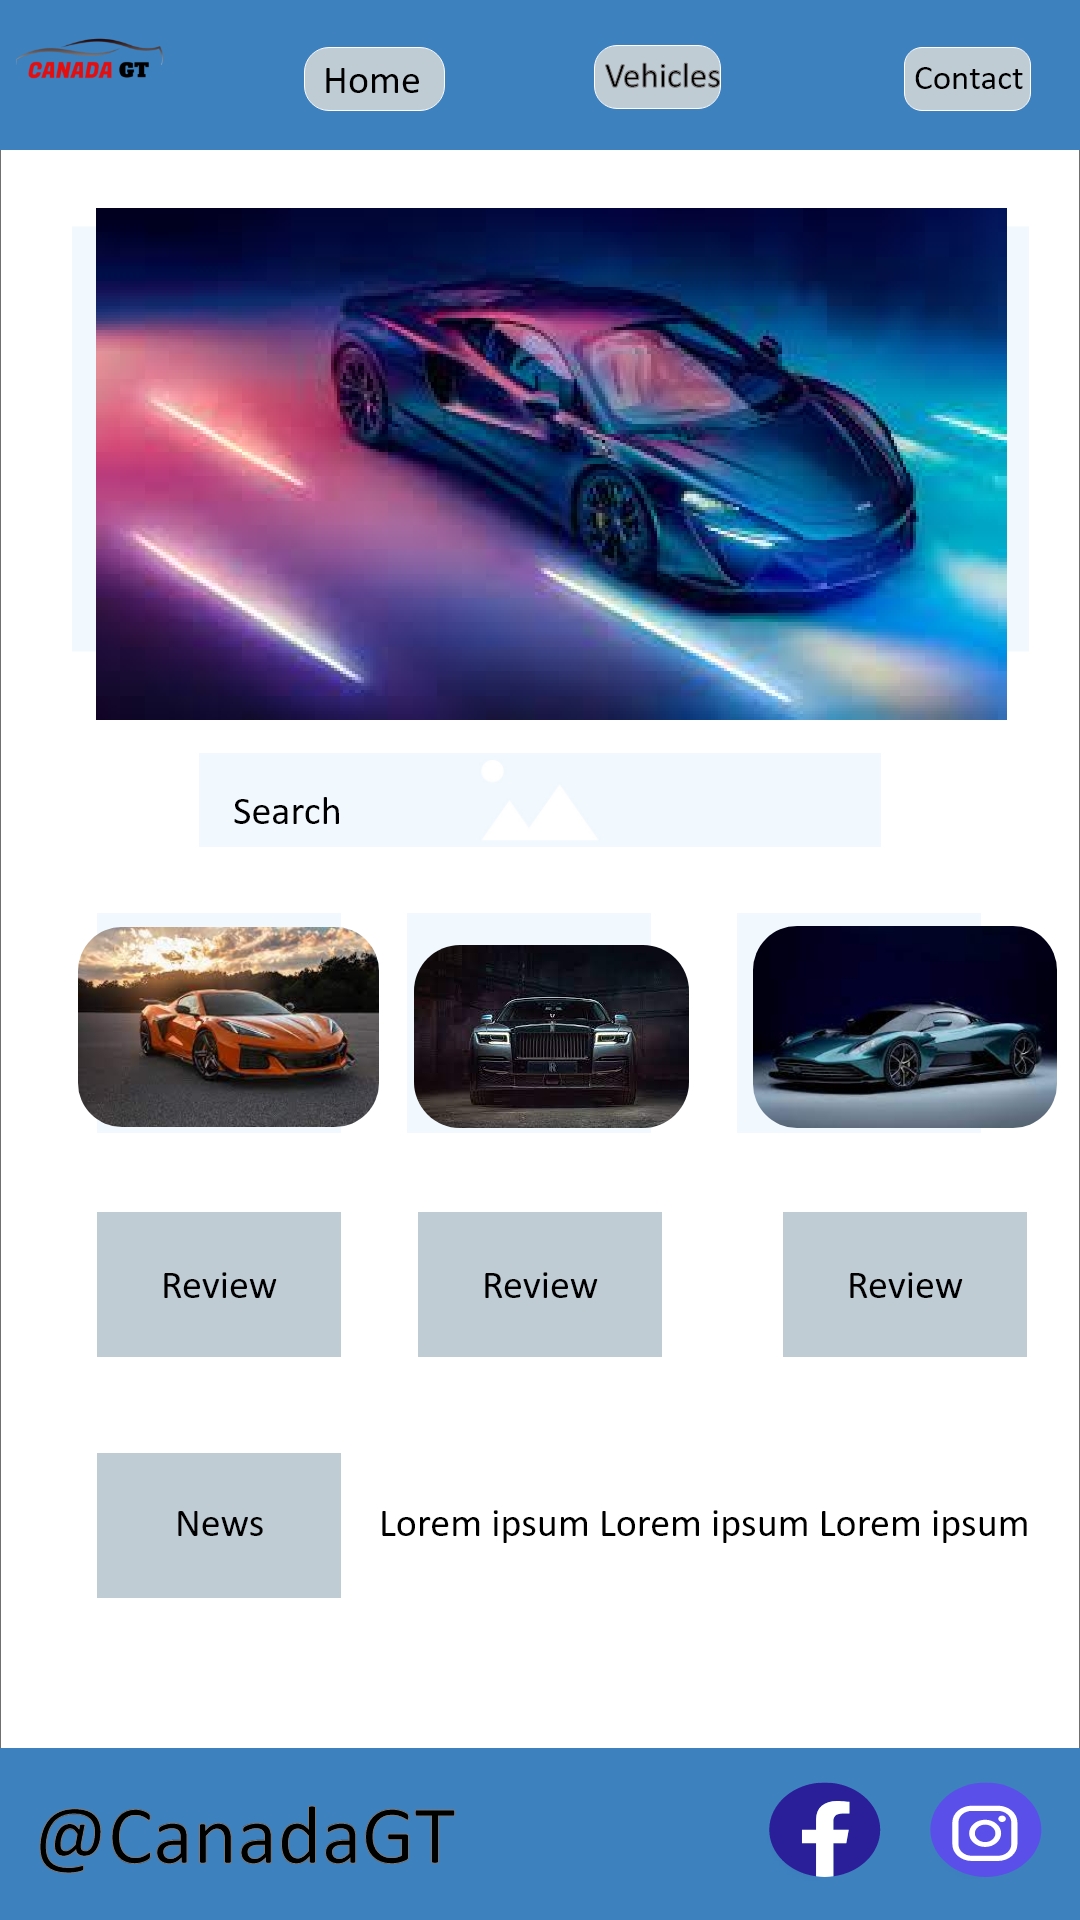 CANADA GT
Home
Vehicles
Contact
Search
Review
Review
Review
News
Lorem ipsum Lorem ipsum Lorem ipsum
@CanadaGT